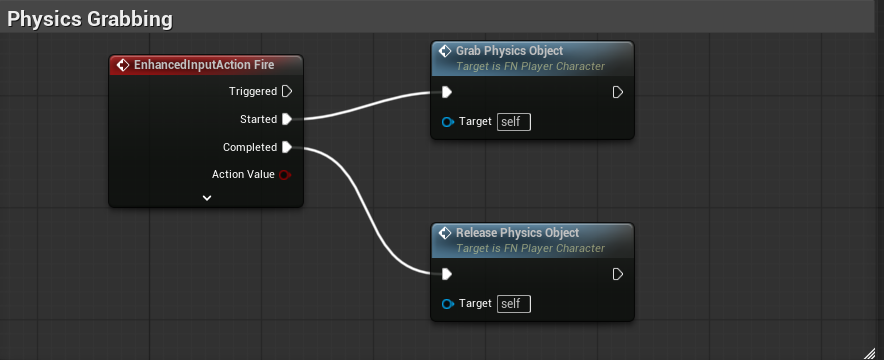 Physics Grabbing
EnhancedInputAction Fire
Triggered
Started
Completed
Action Value
Grab Physics Object
Target is FN Player Character
Target self
Release Physics Object
Target is FN Player Character
Target self